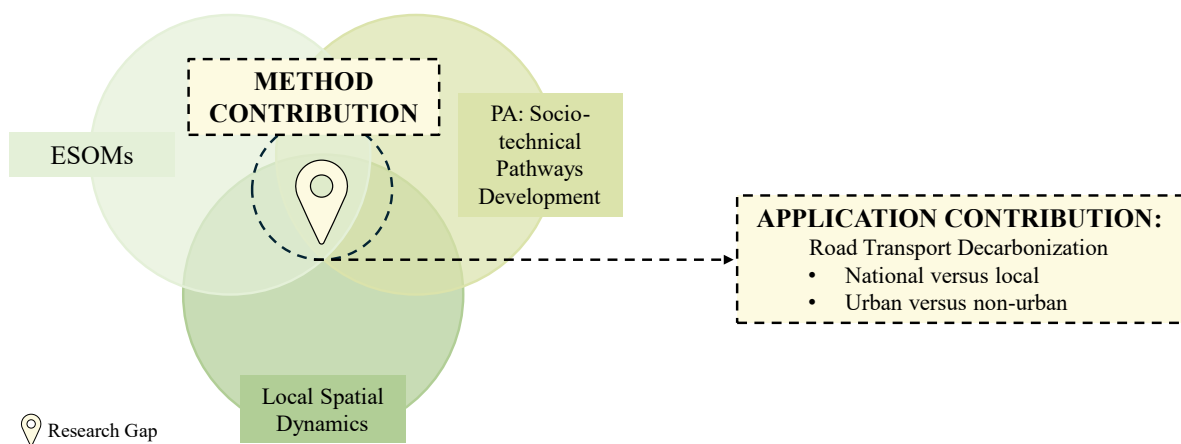 METHOD
CONTRIBUTION
ESOMs
PA: Socio-
technical
Pathways
Development
APPLICATION CONTRIBUTION:
Road Transport Decarbonization
• National versus local
• Urban versus non-urban
Local Spatial
Dynamics
Research Gap